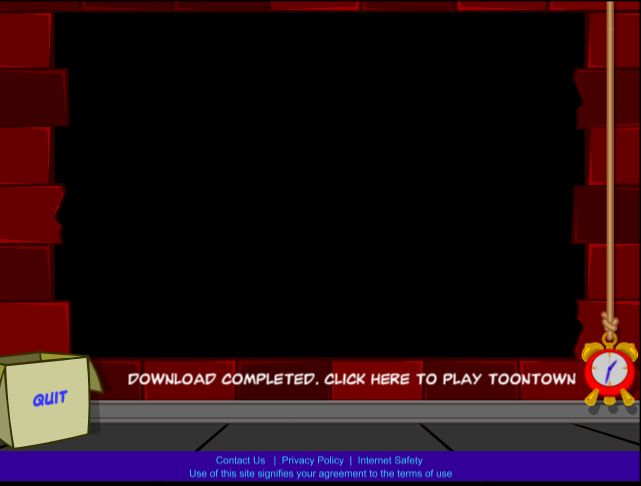 DOWNLOAD COMPLETED. CLICK HERE TO PLAY TOONTOWN
QUIT
Contact Us | Privacy Policy | Internet Safety
Use of this site signifies your agreement to the terms of use